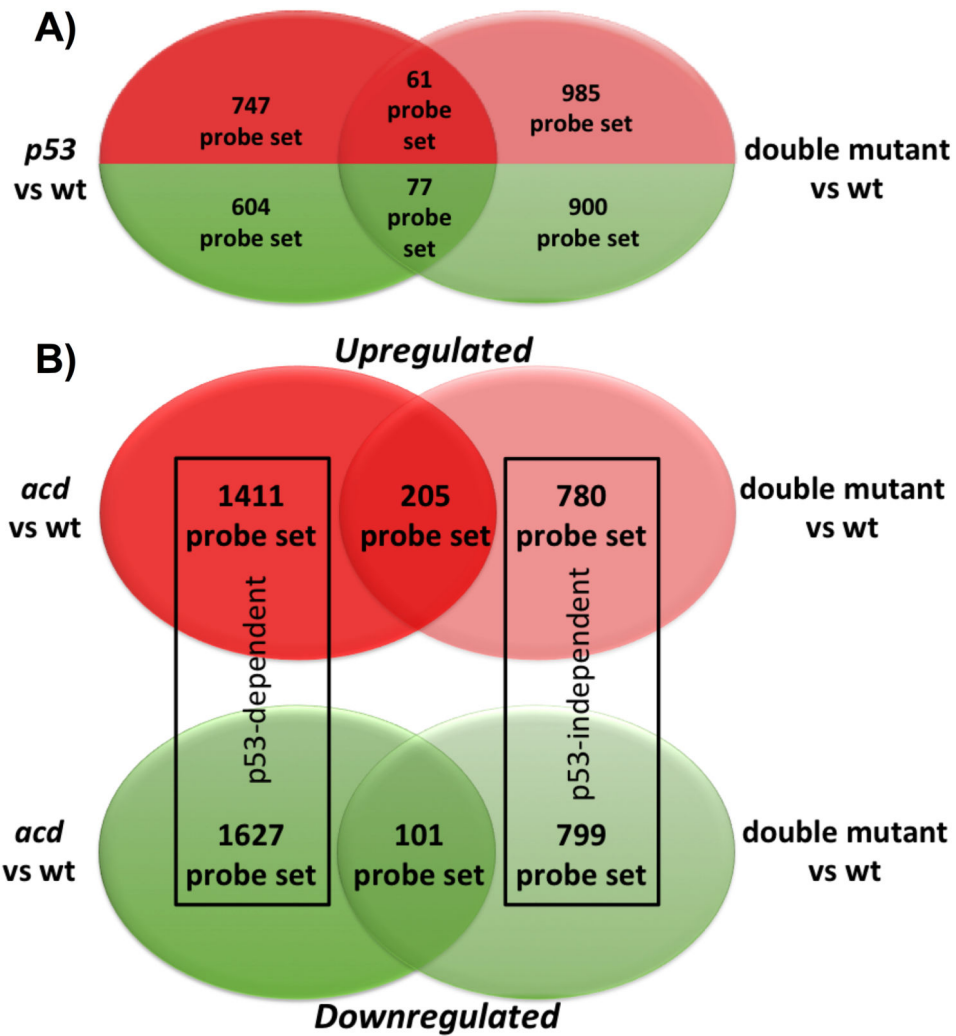 A)
747
probe set
61
probe
set
985
probe set
p53
vs wt
double mutant
vs wt
604
probe set
77
probe
set
900
probe set
B)
Upregulated
acd
vs wt
1411
probe set
205
probe set
780
probe set
double mutant
vs wt
p53-dependent
p53-independent
acd
vs wt
1627
probe set
101
probe set
799
probe set
double mutant
vs wt
Downregulated